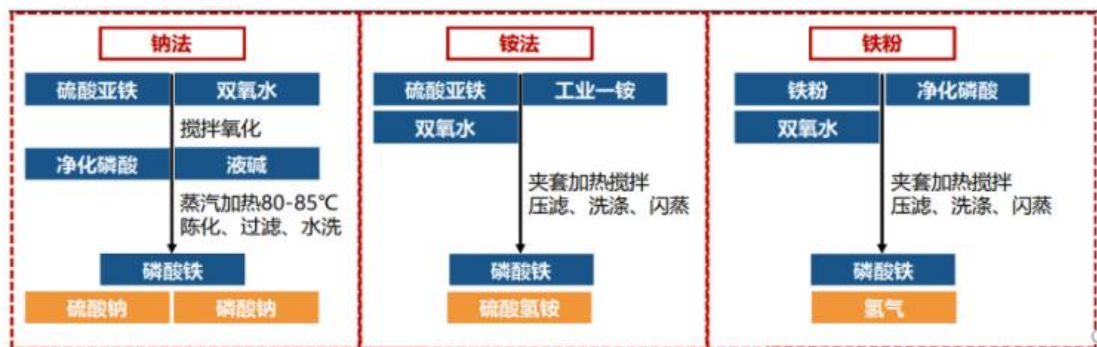 钠法
硫酸亚铁
双氧水
搅拌氧化
净化磷酸
液碱
蒸汽加热80-85℃
陈化、过滤、水洗
磷酸铁
硫酸钠
磷酸钠
铵法
硫酸亚铁
工业一铵
双氧水
夹套加热搅拌
压滤、洗涤、闪蒸
磷酸铁
硫酸氢铵
铁粉
铁粉
净化磷酸
双氧水
夹套加热搅拌
压滤、洗涤、闪蒸
磷酸铁
氢气